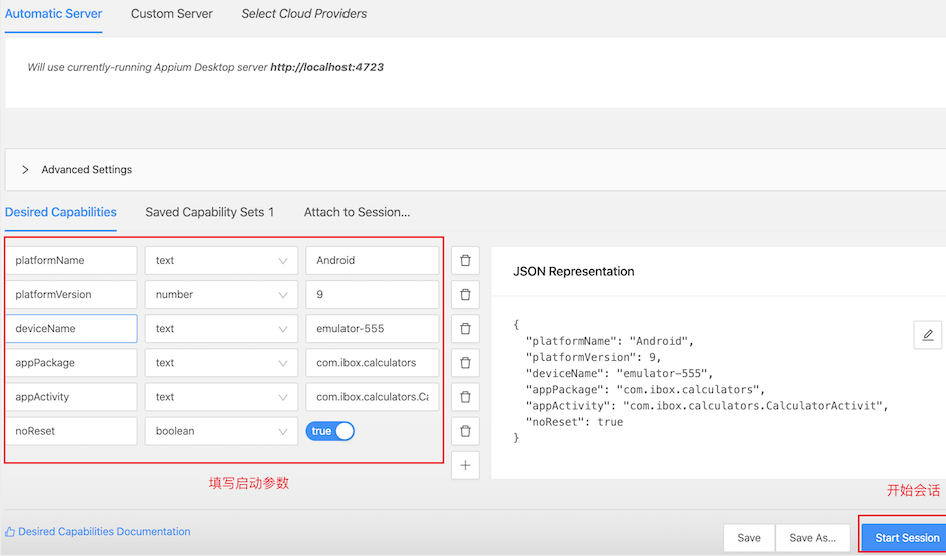 Automatic Server Custom Server Select Cloud Providers
Will use currently-running Appium Desktop server http://localhost:4723
Advanced Settings
Desired Capabilities Saved Capability Sets 1 Attach to Session...
platformName text Android
platformVersion number 9
deviceName text emulator-555
appPackage text com.ibox.calculators
appActivity text com.ibox.calculators.Ca
noReset boolean true
填写启动参数
JSON Representation
{
"platformName": "Android",
"platformVersion": 9,
"deviceName": "emulator-555",
"appPackage": "com.ibox.calculators",
"appActivity": "com.ibox.calculators.CalculatorActivit",
"noReset": true
}
开始会话
Desired Capabilities Documentation
Save Save As... Start Session